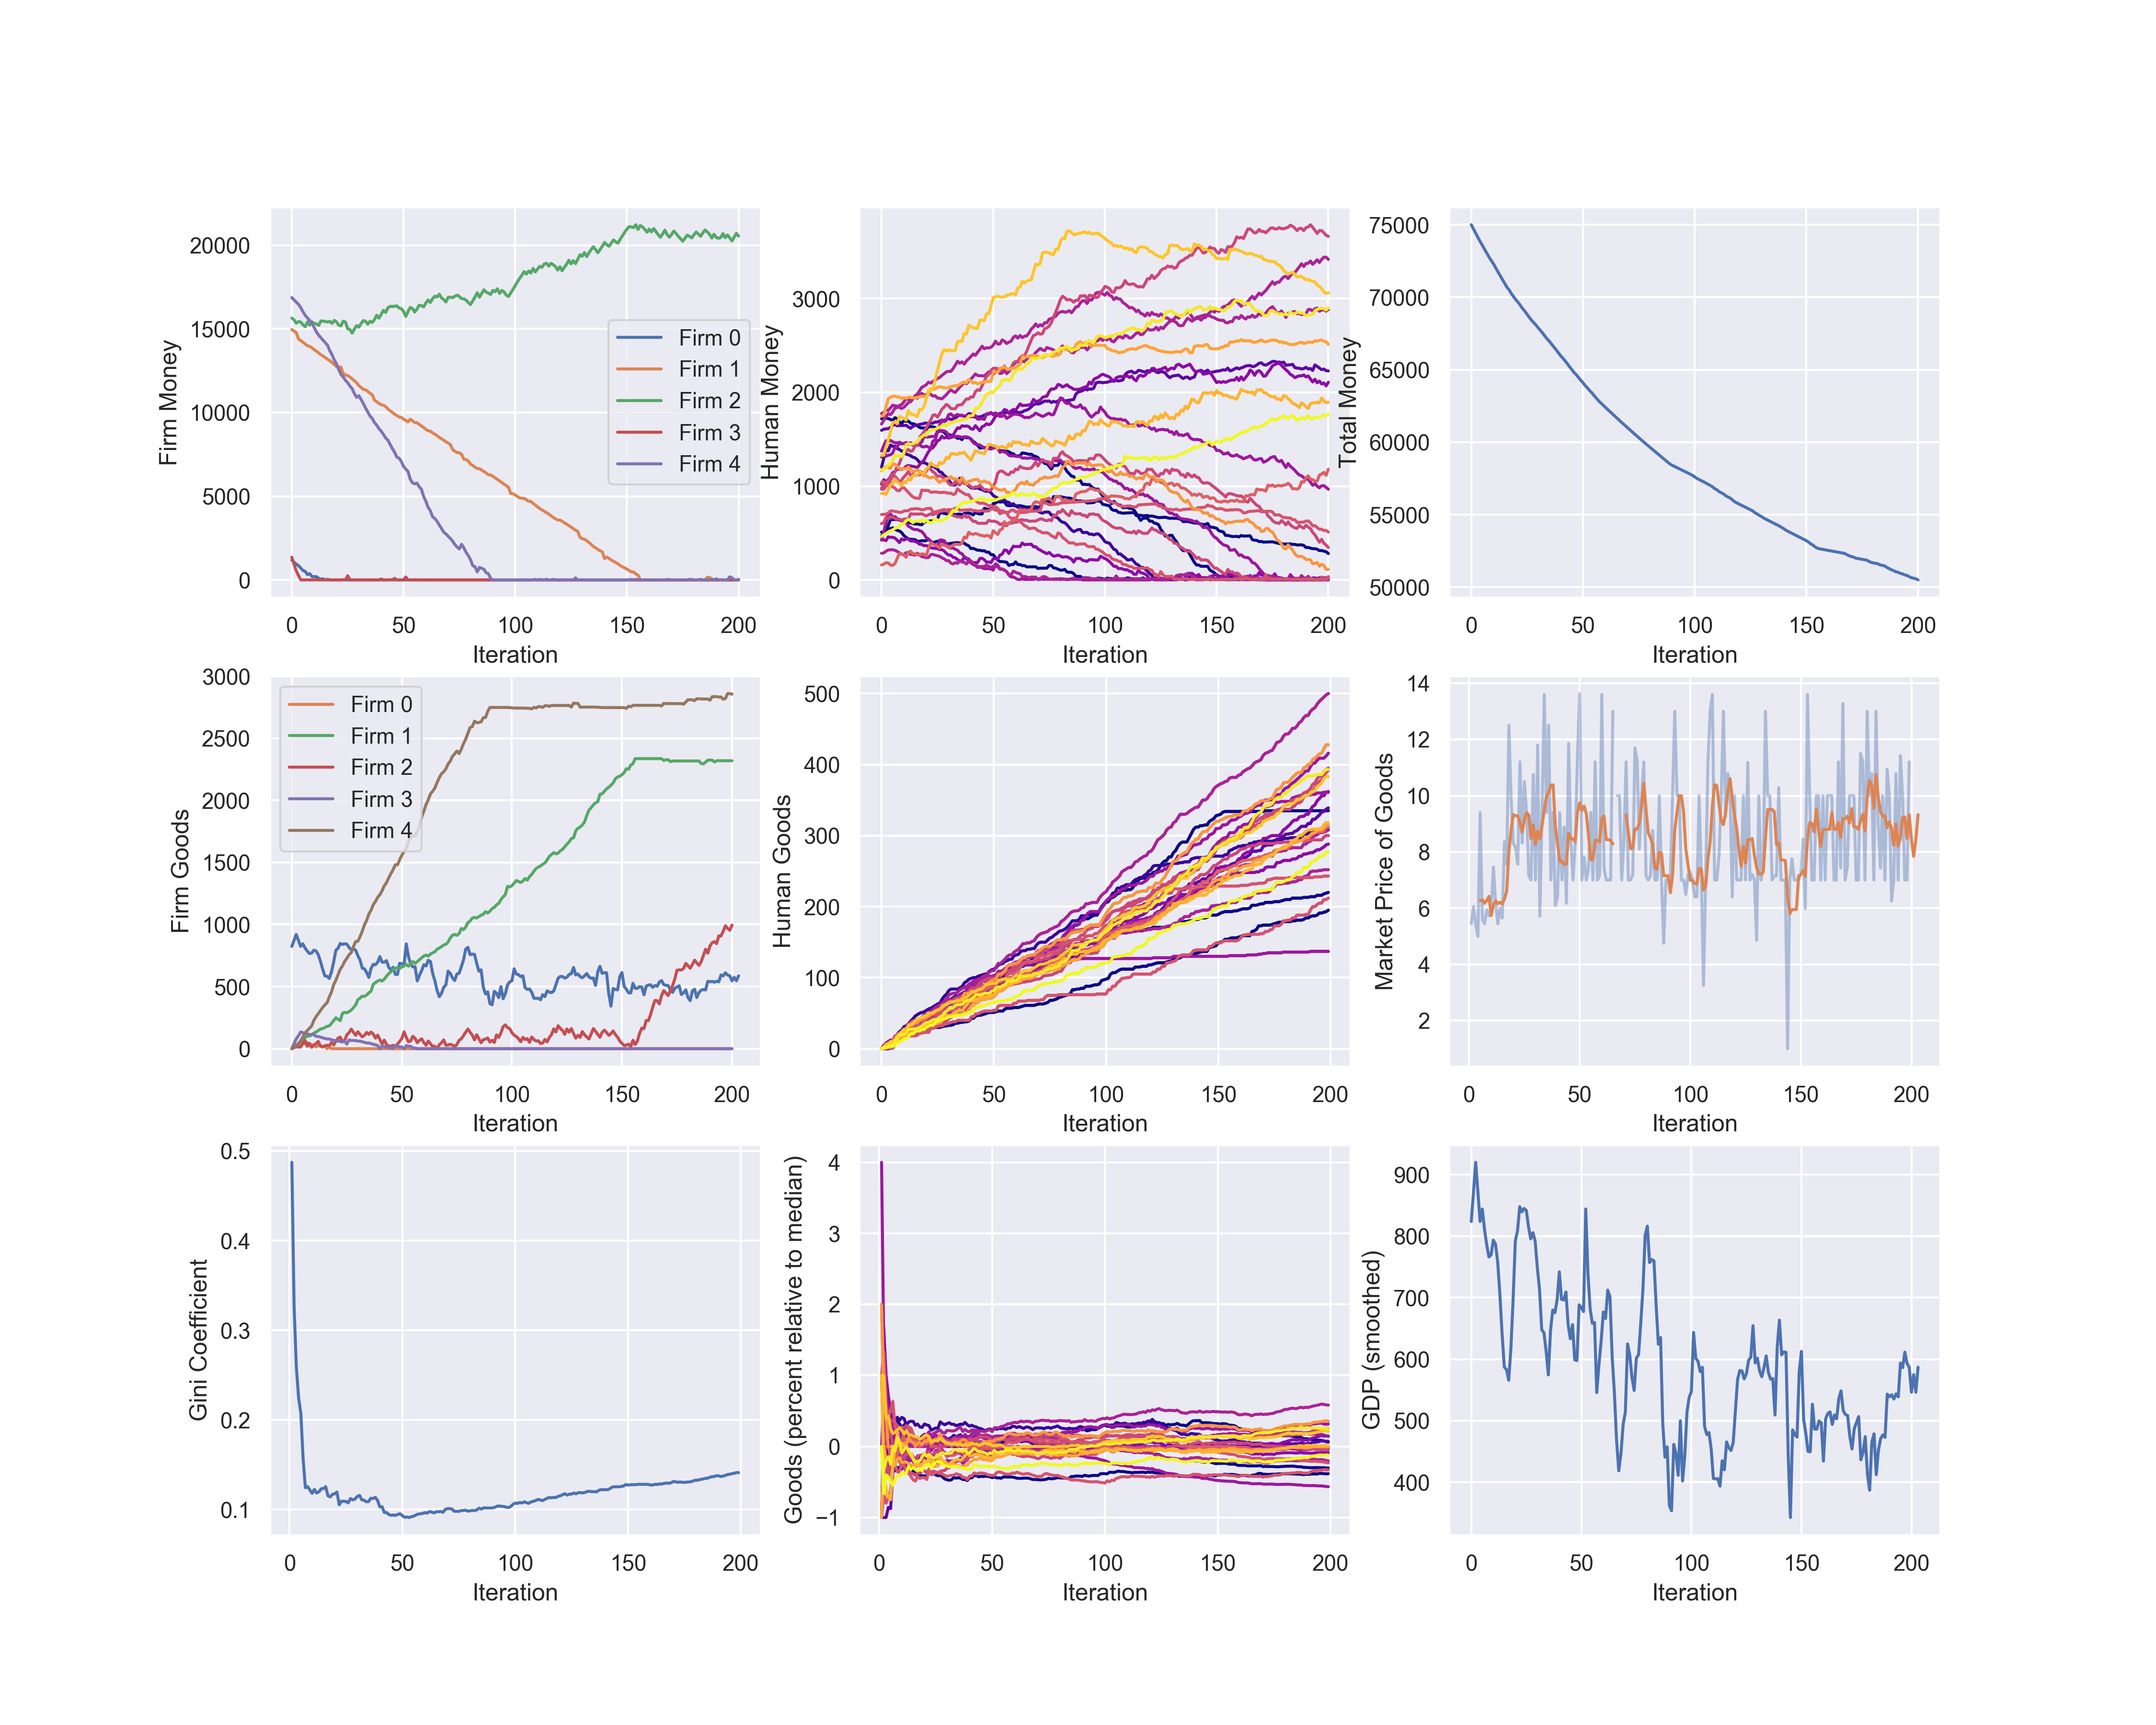 Firm Money
20000
15000
10000
5000
0
Firm 0
Firm 1
Firm 2
Firm 3
Firm 4
0 50 100 150 200
Iteration
Human Money
3000
2000
1000
0
0 50 100 150 200
Iteration
Total Money
75000
70000
65000
60000
55000
50000
0 50 100 150 200
Iteration
Firm Goods
3000
2500
2000
1500
1000
500
0
Firm 0
Firm 1
Firm 2
Firm 3
Firm 4
0 50 100 150 200
Iteration
Human Goods
500
400
300
200
100
0
0 50 100 150 200
Iteration
Market Price of Goods
14
12
10
8
6
4
2
0 50 100 150 200
Iteration
Gini Coefficient
0.5
0.4
0.3
0.2
0.1
0 50 100 150 200
Iteration
Goods (percent relative to median)
4
3
2
1
0
−1
0 50 100 150 200
Iteration
GDP (smoothed)
900
800
700
600
500
400
0 50 100 150 200
Iteration